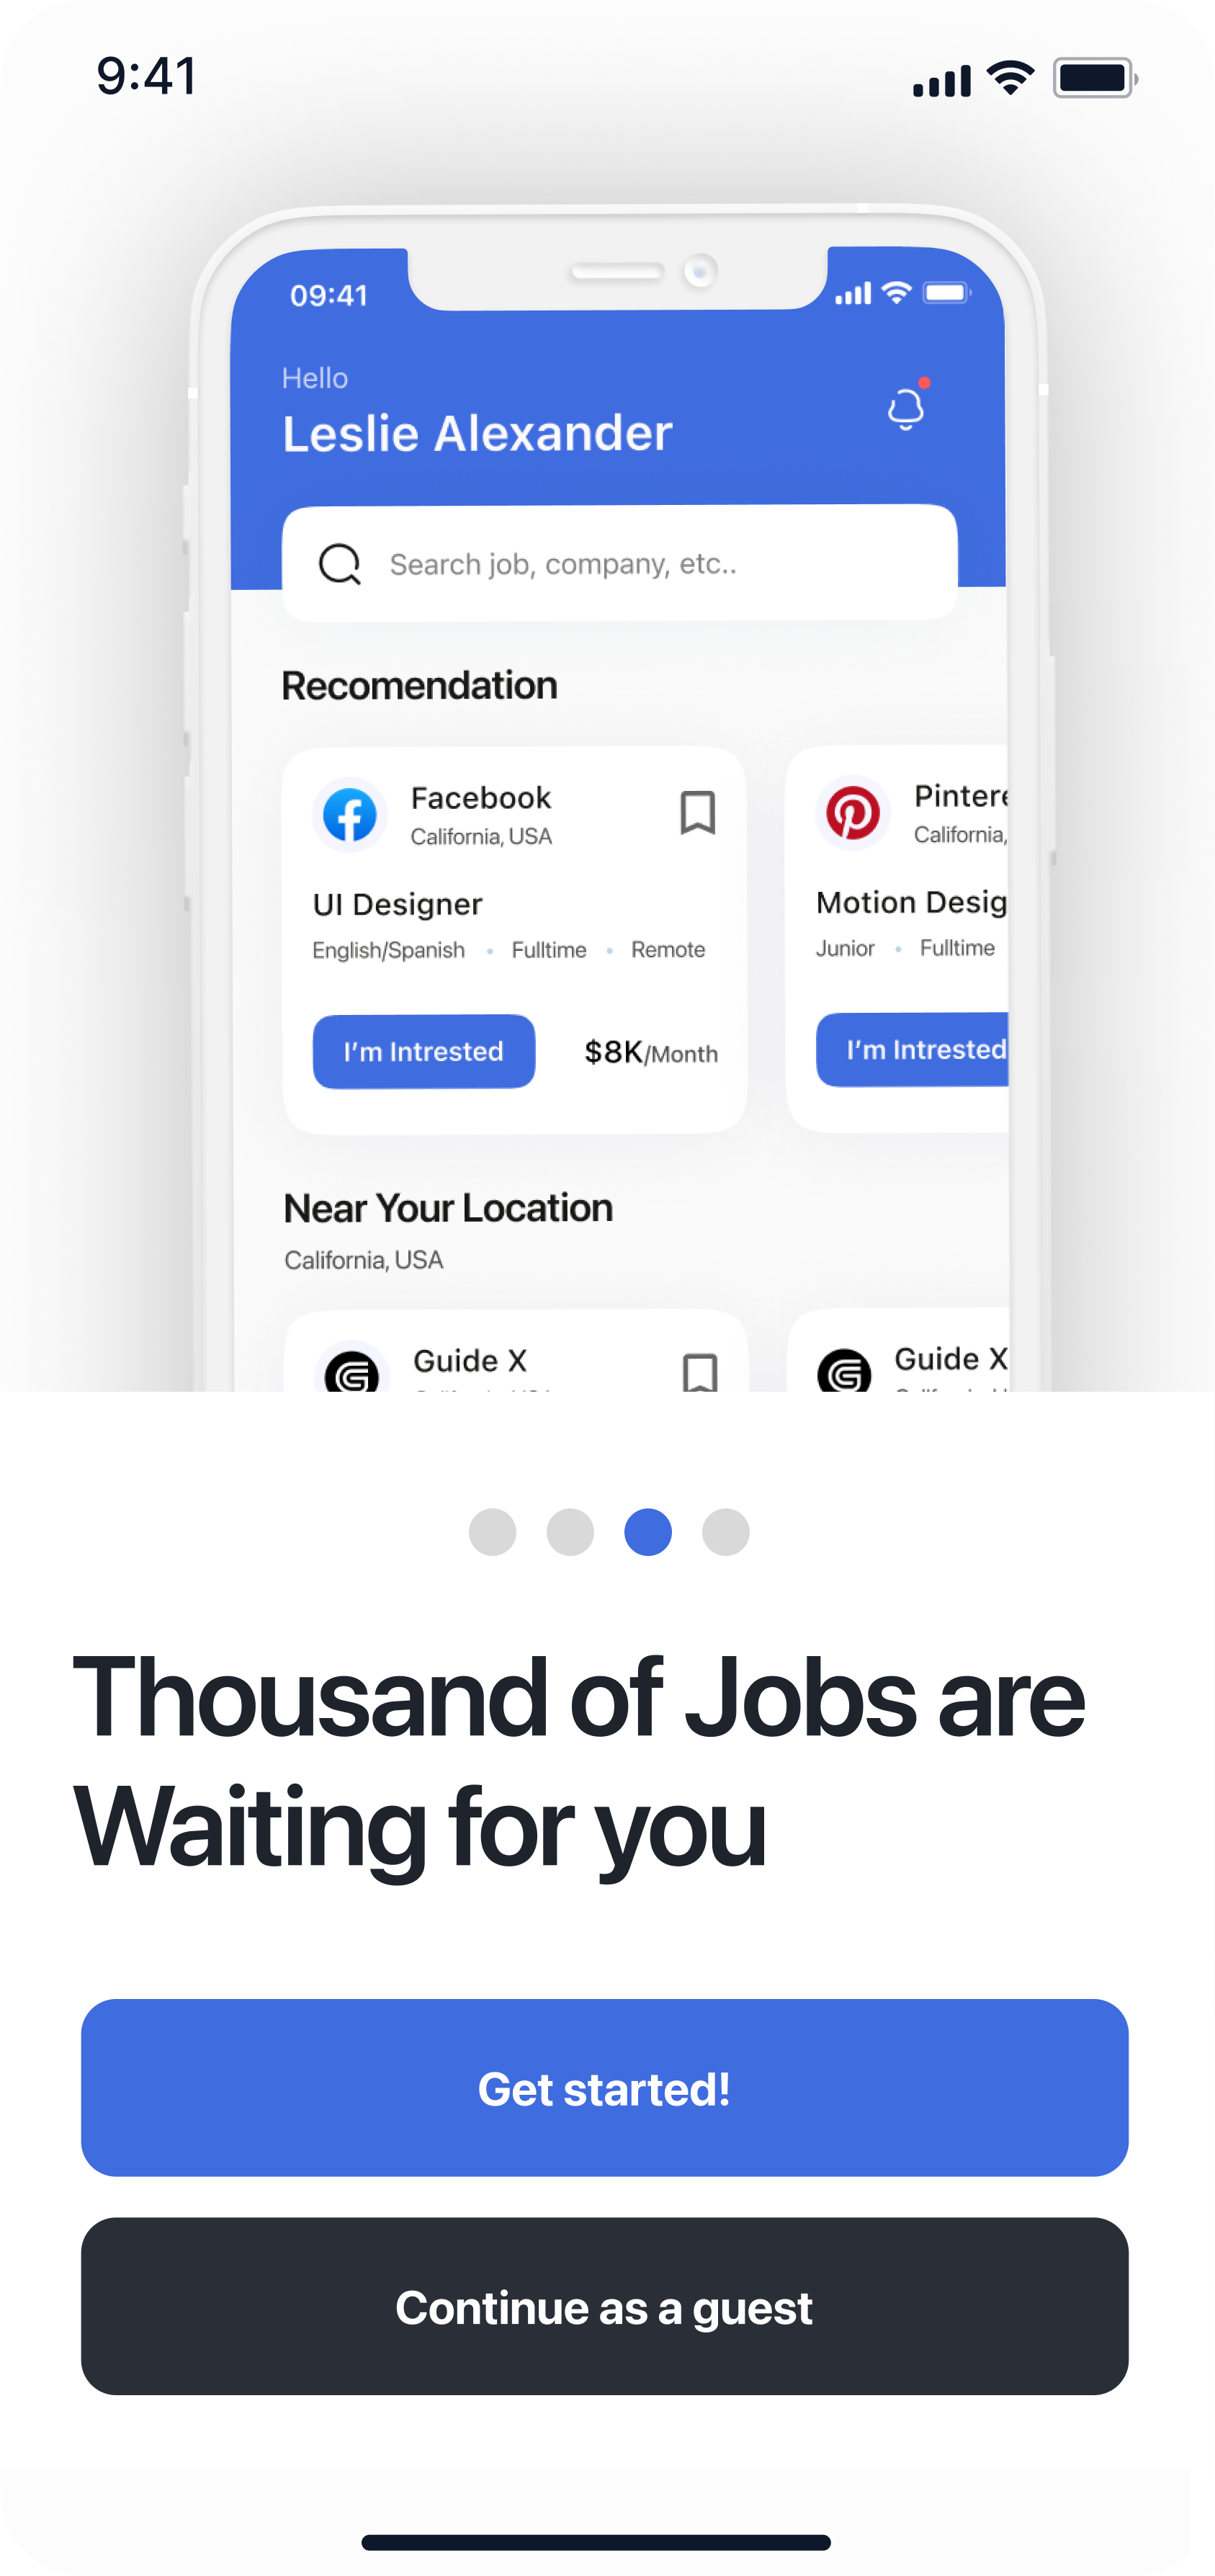 9:41
09:41
Hello
Leslie Alexander
Search job, company, etc..
Recomendation
Facebook
California, USA
UI Designer
English/Spanish • Fulltime • Remote
I'm Intrested
$8K/Month
Pintere
California,
Motion Desig
Junior • Fulltime
I'm Intrested
Near Your Location
California, USA
Guide X
Guide X
Thousand of Jobs are
Waiting for you
Get started!
Continue as a guest